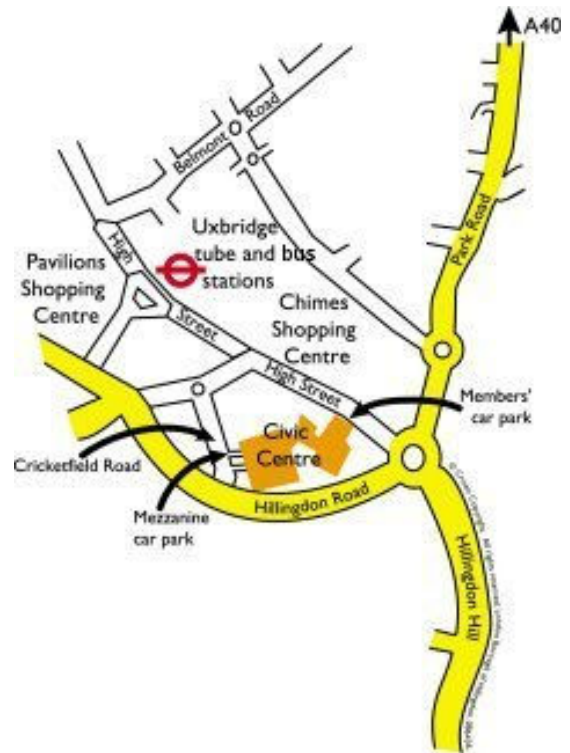 A40
Belmont
Road
Park Road
Uxbridge
tube and bus
stations
High
Street
Pavilions
Shopping
Centre
Chimes
Shopping
Centre
High Street
Members'
car park
Civic
Centre
Cricketfield Road
Mezzanine
car park
Hillingdon Road
Hillingdon Hill